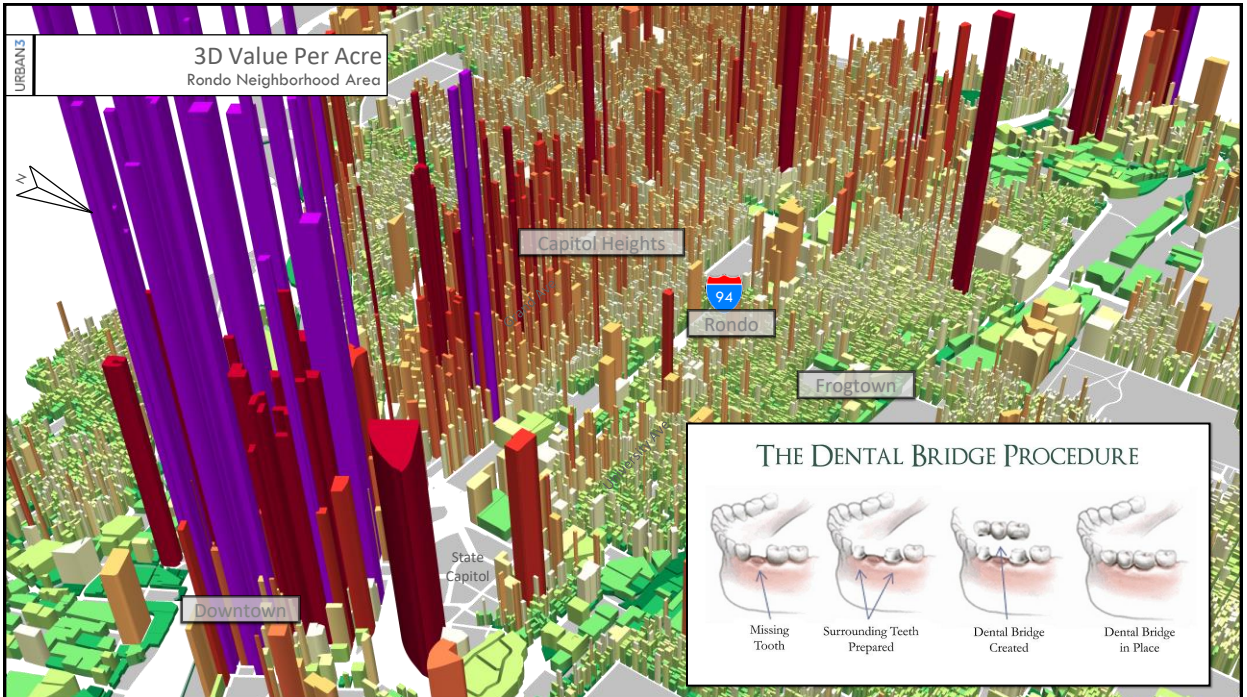 URBAN3
3D Value Per Acre
Rondo Neighborhood Area
N
Capitol Heights
94
Rondo
Frogtown
State
Capitol
Downtown
THE DENTAL BRIDGE PROCEDURE
Missing
Tooth
Surrounding Teeth
Prepared
Dental Bridge
Created
Dental Bridge
in Place